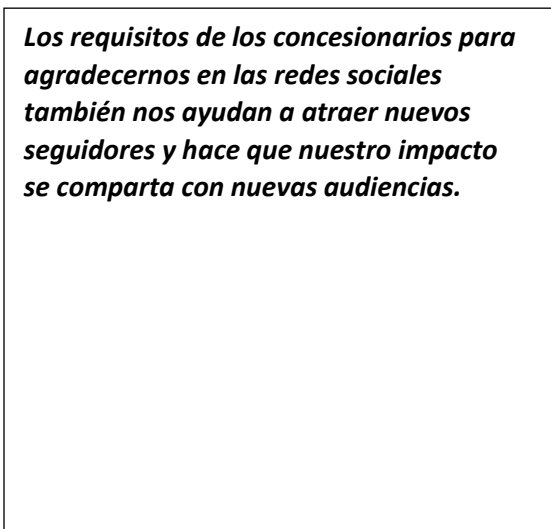 Los requisitos de los concesionarios para
agradecernos en las redes sociales
también nos ayudan a atraer nuevos
seguidores y hace que nuestro impacto
se comparta con nuevas audiencias.